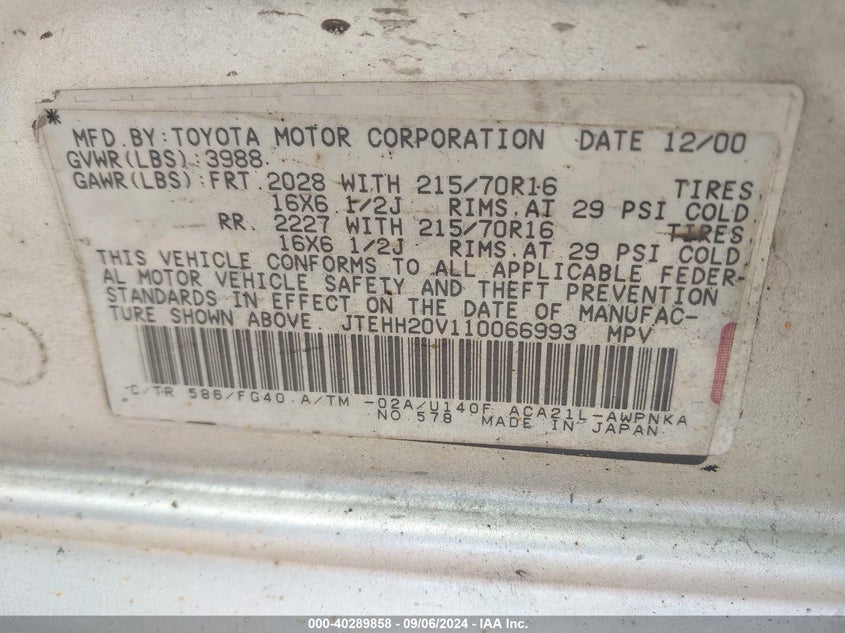 *
MFD. BY: TOYOTA MOTOR CORPORATION DATE 12/00
GVWR(LBS): 3988.
GAWR(LBS): FRT. 2028 WITH 215/70R16 TIRES,
16X6 1/2J RIMS, AT 29 PSI COLD
RR. 2227 WITH 215/70R16 TIRES,
16X6 1/2J RIMS, AT 29 PSI COLD
THIS VEHICLE CONFORMS TO ALL APPLICABLE FEDER-
AL MOTOR VEHICLE SAFETY AND THEFT PREVENTION
STANDARDS IN EFFECT ON THE DATE OF MANUFAC-
TURE SHOWN ABOVE. JTEHH20V110066993 MPV
C/TR 586/FG40 A/TM -02A/U140F ACA21L-AWPNKA
NO.578 MADE IN JAPAN
*
000-40289858 - 09/06/2024 - IAA Inc.